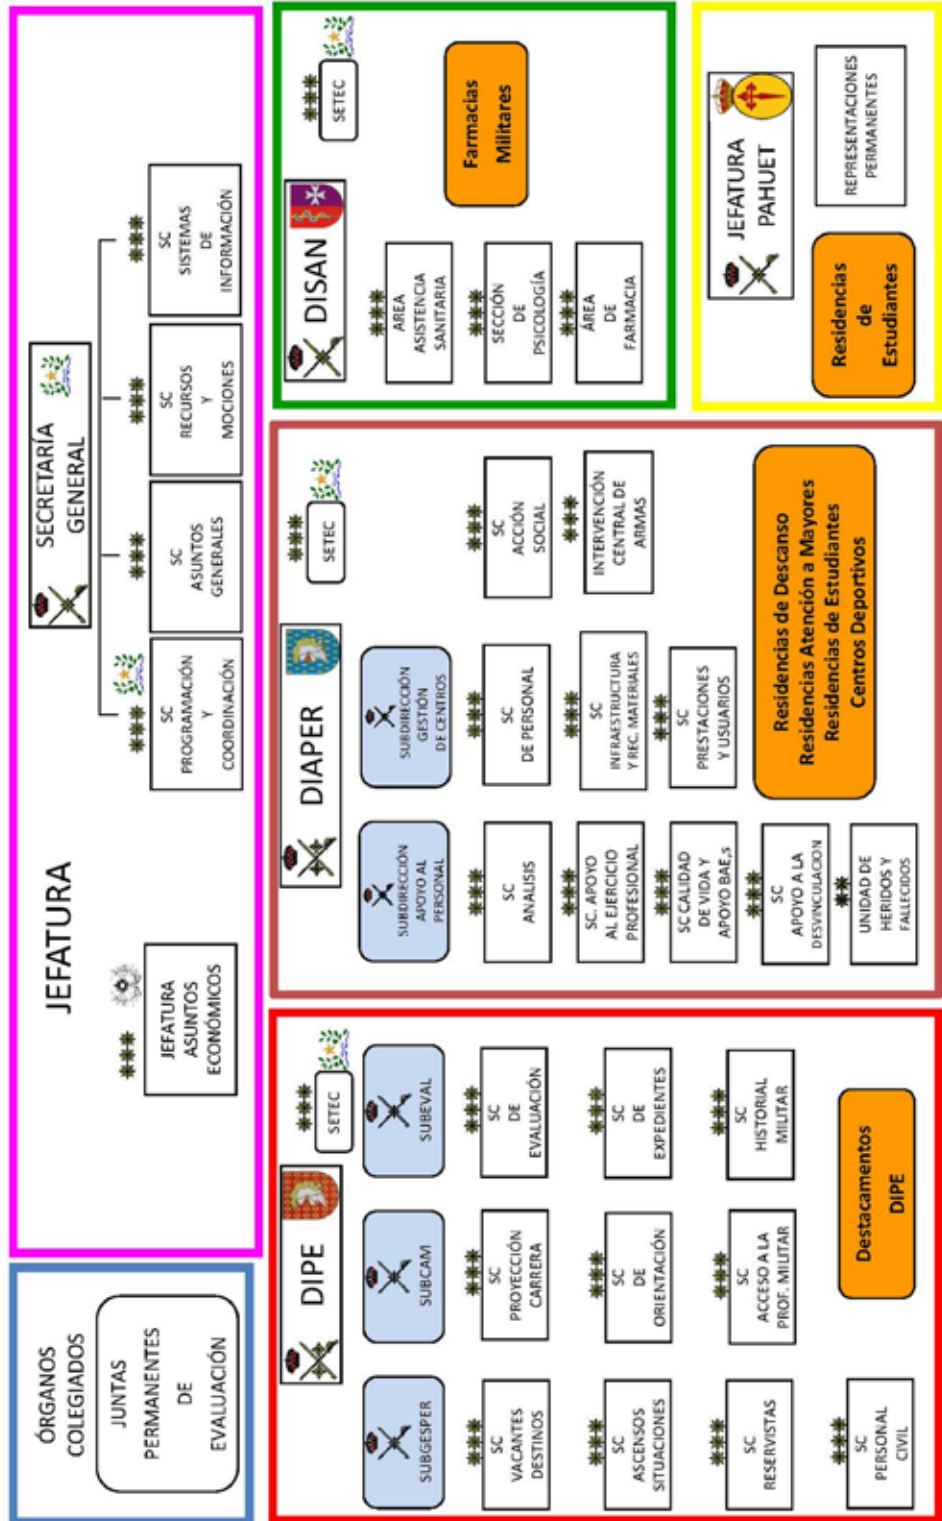 ÓRGANOS
COLEGIADOS
JUNTAS
PERMANENTES
DE
EVALUACIÓN
JEFATURA
JEFATURA
ASUNTOS
ECONÓMICOS
SECRETARÍA
GENERAL
SC
PROGRAMACIÓN
Y
COORDINACIÓN
SC
ASUNTOS
GENERALES
SC
RECURSOS
Y
MOCIONES
SC
SISTEMAS
DE
INFORMACIÓN
DIPE
SETEC
SUBGESPER
SUBCAM
SUBEVAL
SC
VACANTES
DESTINOS
SC
PROYECCIÓN
CARRERA
SC
DE
EVALUACIÓN
SC
ASCENSOS
SITUACIONES
SC
DE
ORIENTACIÓN
SC
DE
EXPEDIENTES
SC
RESERVISTAS
SC
ACCESO A LA
PROF. MILITAR
SC
HISTORIAL
MILITAR
SC
PERSONAL
CIVIL
Destacamentos
DIPE
DIAPER
SETEC
SUBDIRECCIÓN
APOYO AL
PERSONAL
SUBDIRECCIÓN
GESTIÓN
DE CENTROS
SC
ANALISIS
SC
DE PERSONAL
SC
ACCIÓN
SOCIAL
SC. APOYO
AL EJERCICIO
PROFESIONAL
SC
INFRAESTRUCTURA
Y REC. MATERIALES
INTERVENCIÓN
CENTRAL DE
ARMAS
SC CALIDAD
DE VIDA Y
APOYO BAE,s
SC
PRESTACIONES
Y USUARIOS
SC
APOYO A LA
DESVINCULACION
UNIDAD DE
HERIDOS Y
FALLECIDOS
Residencias de Descanso
Residencias Atención a Mayores
Residencias de Estudiantes
Centros Deportivos
DISAN
SETEC
AREA
ASISTENCIA
SANITARIA
SECCIÓN
DE
PSICOLOGÍA
ÁREA
DE
FARMACIA
Farmacias
Militares
JEFATURA
PAHUET
Residencias
de
Estudiantes
REPRESENTACIONES
PERMANENTES